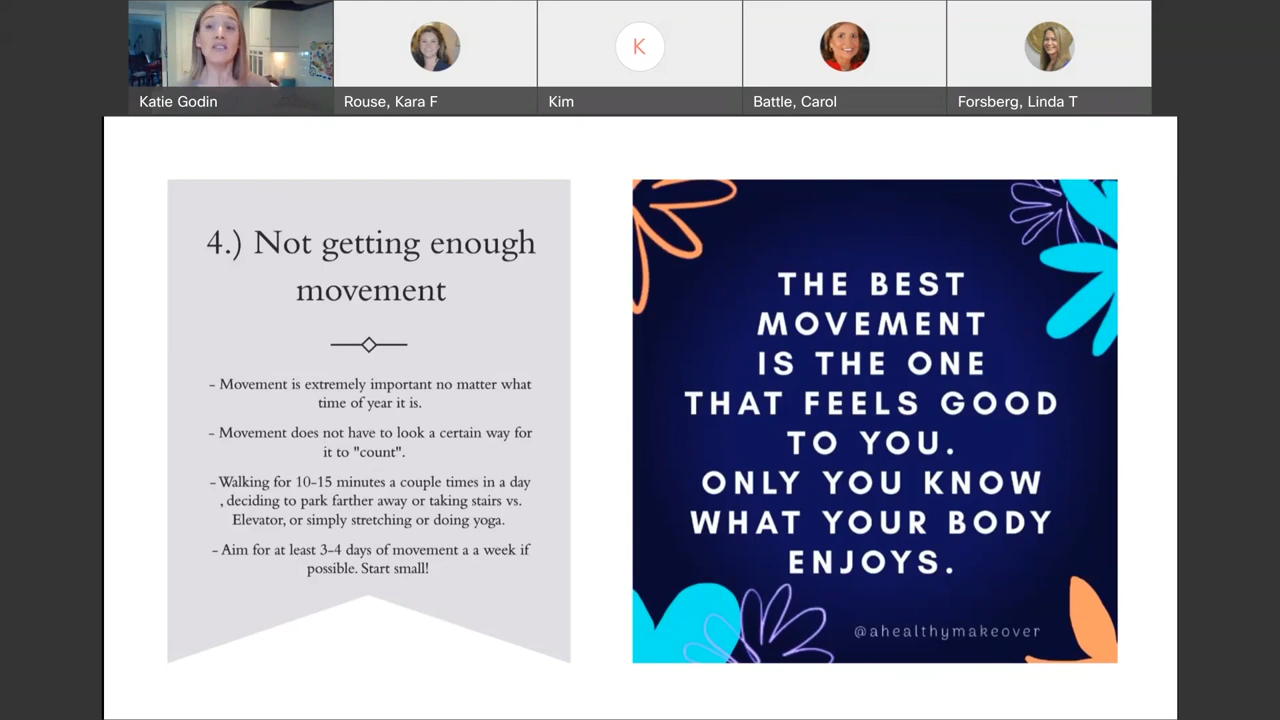 Katie Godin
Rouse, Kara F
K
Kim
Battle, Carol
Forsberg, Linda T
4.) Not getting enough
movement
- Movement is extremely important no matter what
time of year it is.
- Movement does not have to look a certain way for
it to "count".
- Walking for 10-15 minutes a couple times in a day
, deciding to park farther away or taking stairs vs.
Elevator, or simply stretching or doing yoga.
- Aim for at least 3-4 days of movement a a week if
possible. Start small!
THE BEST
MOVEMENT
IS THE ONE
THAT FEELS GOOD
TO YOU.
ONLY YOU KNOW
WHAT YOUR BODY
ENJOYS.
@ahealthymakeover